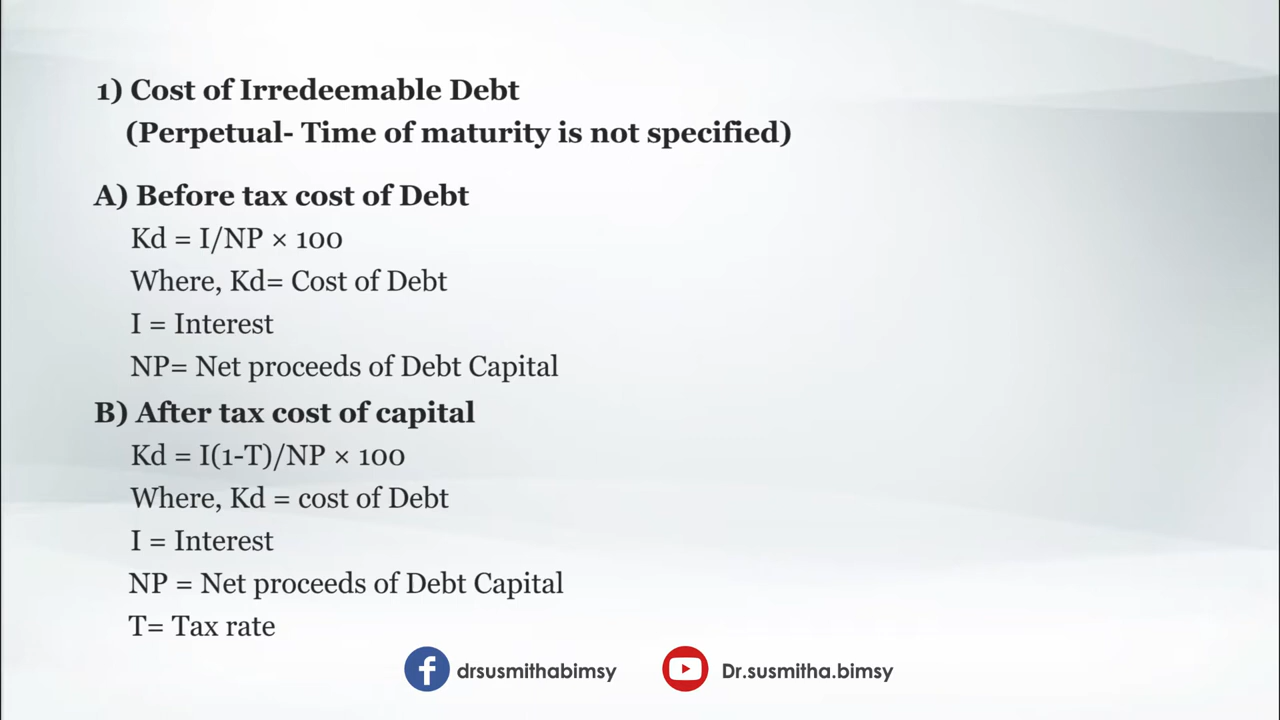 1) Cost of Irredeemable Debt
(Perpetual- Time of maturity is not specified)
A) Before tax cost of Debt
Kd = I/NP × 100
Where, Kd= Cost of Debt
I = Interest
NP= Net proceeds of Debt Capital
B) After tax cost of capital
Kd = I(1-T)/NP × 100
Where, Kd = cost of Debt
I = Interest
NP = Net proceeds of Debt Capital
T= Tax rate
drsusmithabimsy Dr.susmitha.bimsy